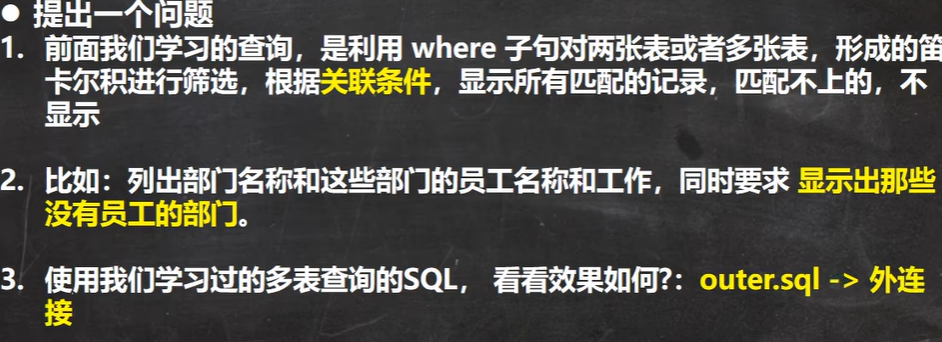 ● 提出一个问题
1. 前面我们学习的查询，是利用 where 子句对两张表或者多张表，形成的笛
卡尔积进行筛选，根据关联条件，显示所有匹配的记录，匹配不上的，不
显示
2. 比如：列出部门名称和这些部门的员工名称和工作，同时要求 显示出那些
没有员工的部门。
3. 使用我们学习过的多表查询的SQL， 看看效果如何?：outer.sql -> 外连
接